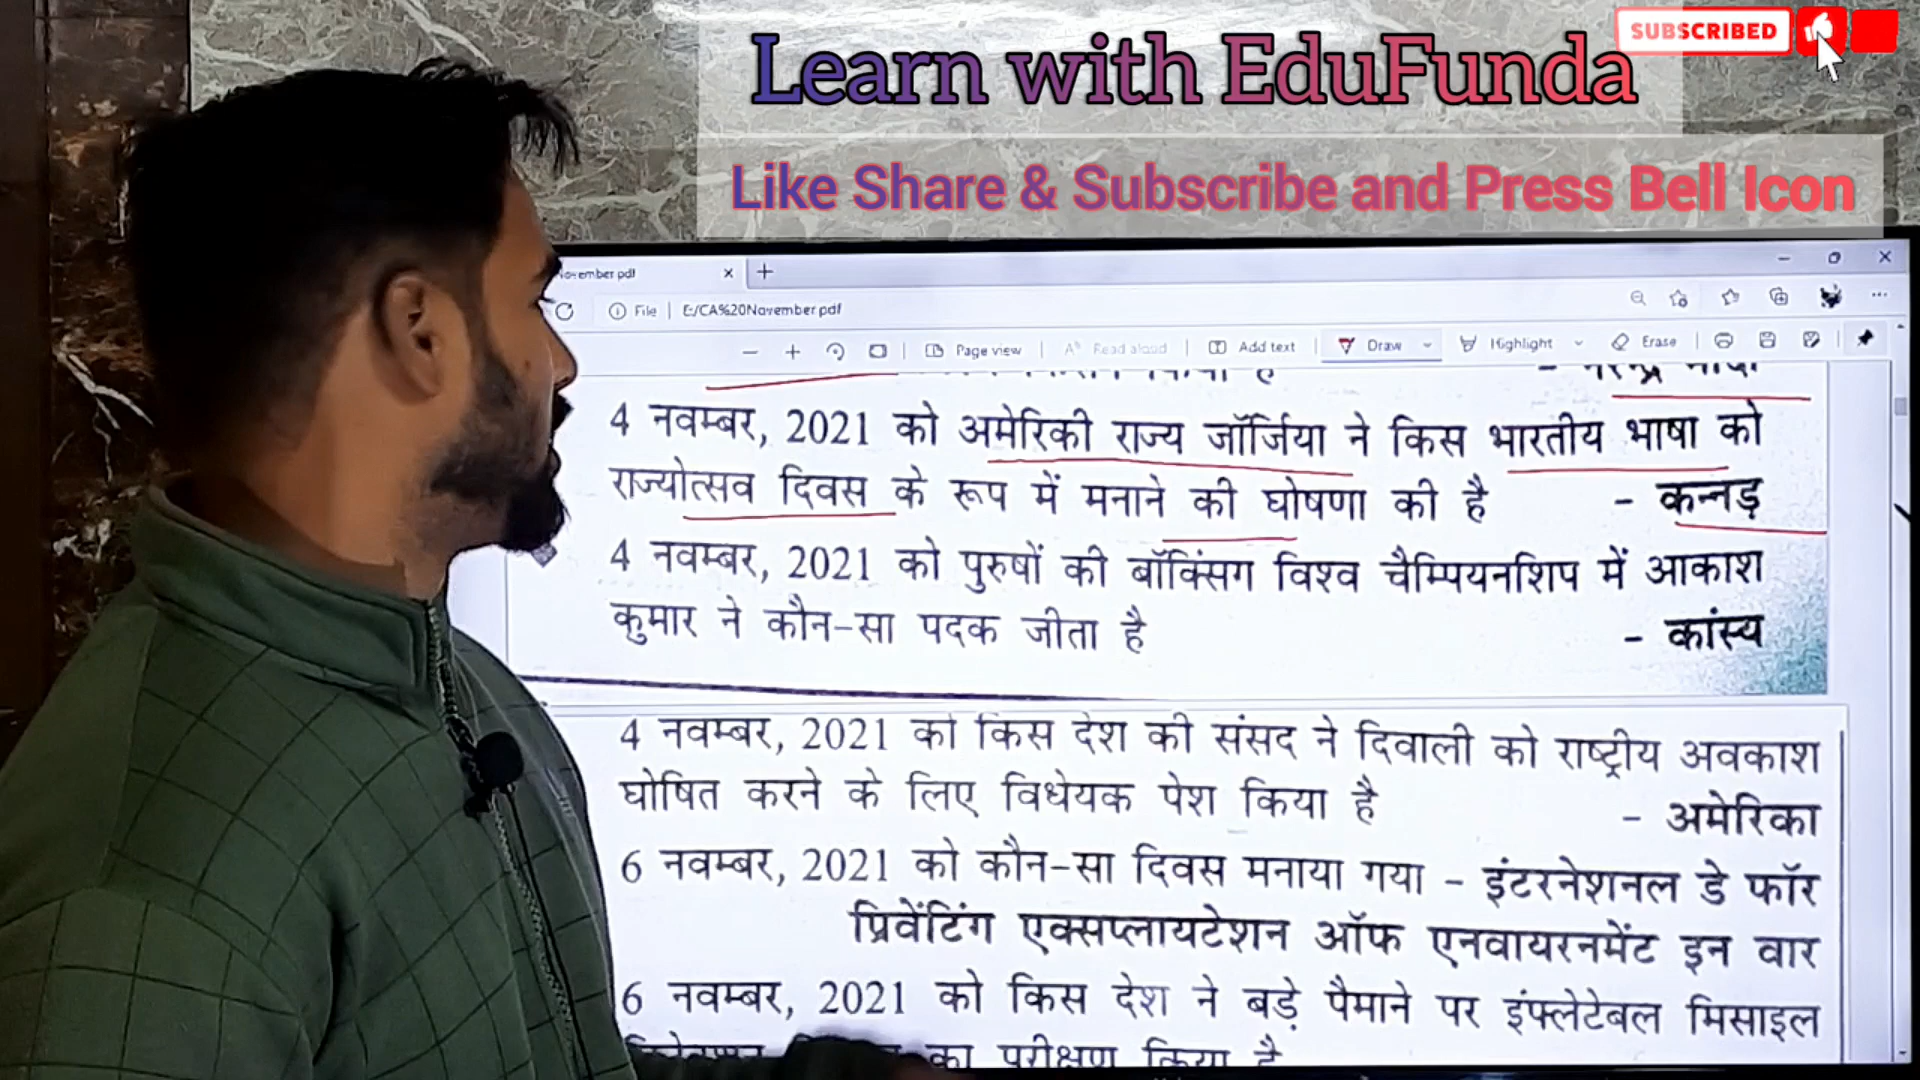 Learn with EduFunda
SUBSCRIBED
Like Share & Subscribe and Press Bell Icon
File | E:/CA%20November.pdf
Page view
Read aloud
Add text
Draw
Highlight
Erase
4 नवम्बर, 2021 को अमेरिकी राज्य जॉर्जिया ने किस भारतीय भाषा को
राज्योत्सव दिवस के रूप में मनाने की घोषणा की है - कन्नड़
4 नवम्बर, 2021 को पुरुषों की बॉक्सिंग विश्व चैम्पियनशिप में आकाश
कुमार ने कौन-सा पदक जीता है - कांस्य
4 नवम्बर, 2021 को किस देश की संसद ने दिवाली को राष्ट्रीय अवकाश
घोषित करने के लिए विधेयक पेश किया है - अमेरिका
6 नवम्बर, 2021 को कौन-सा दिवस मनाया गया - इंटरनेशनल डे फॉर
प्रिवेंटिंग एक्सप्लायटेशन ऑफ एनवायरनमेंट इन वार
6 नवम्बर, 2021 को किस देश ने बड़े पैमाने पर इंफ्लेटेबल मिसाइल
का परीक्षण किया है